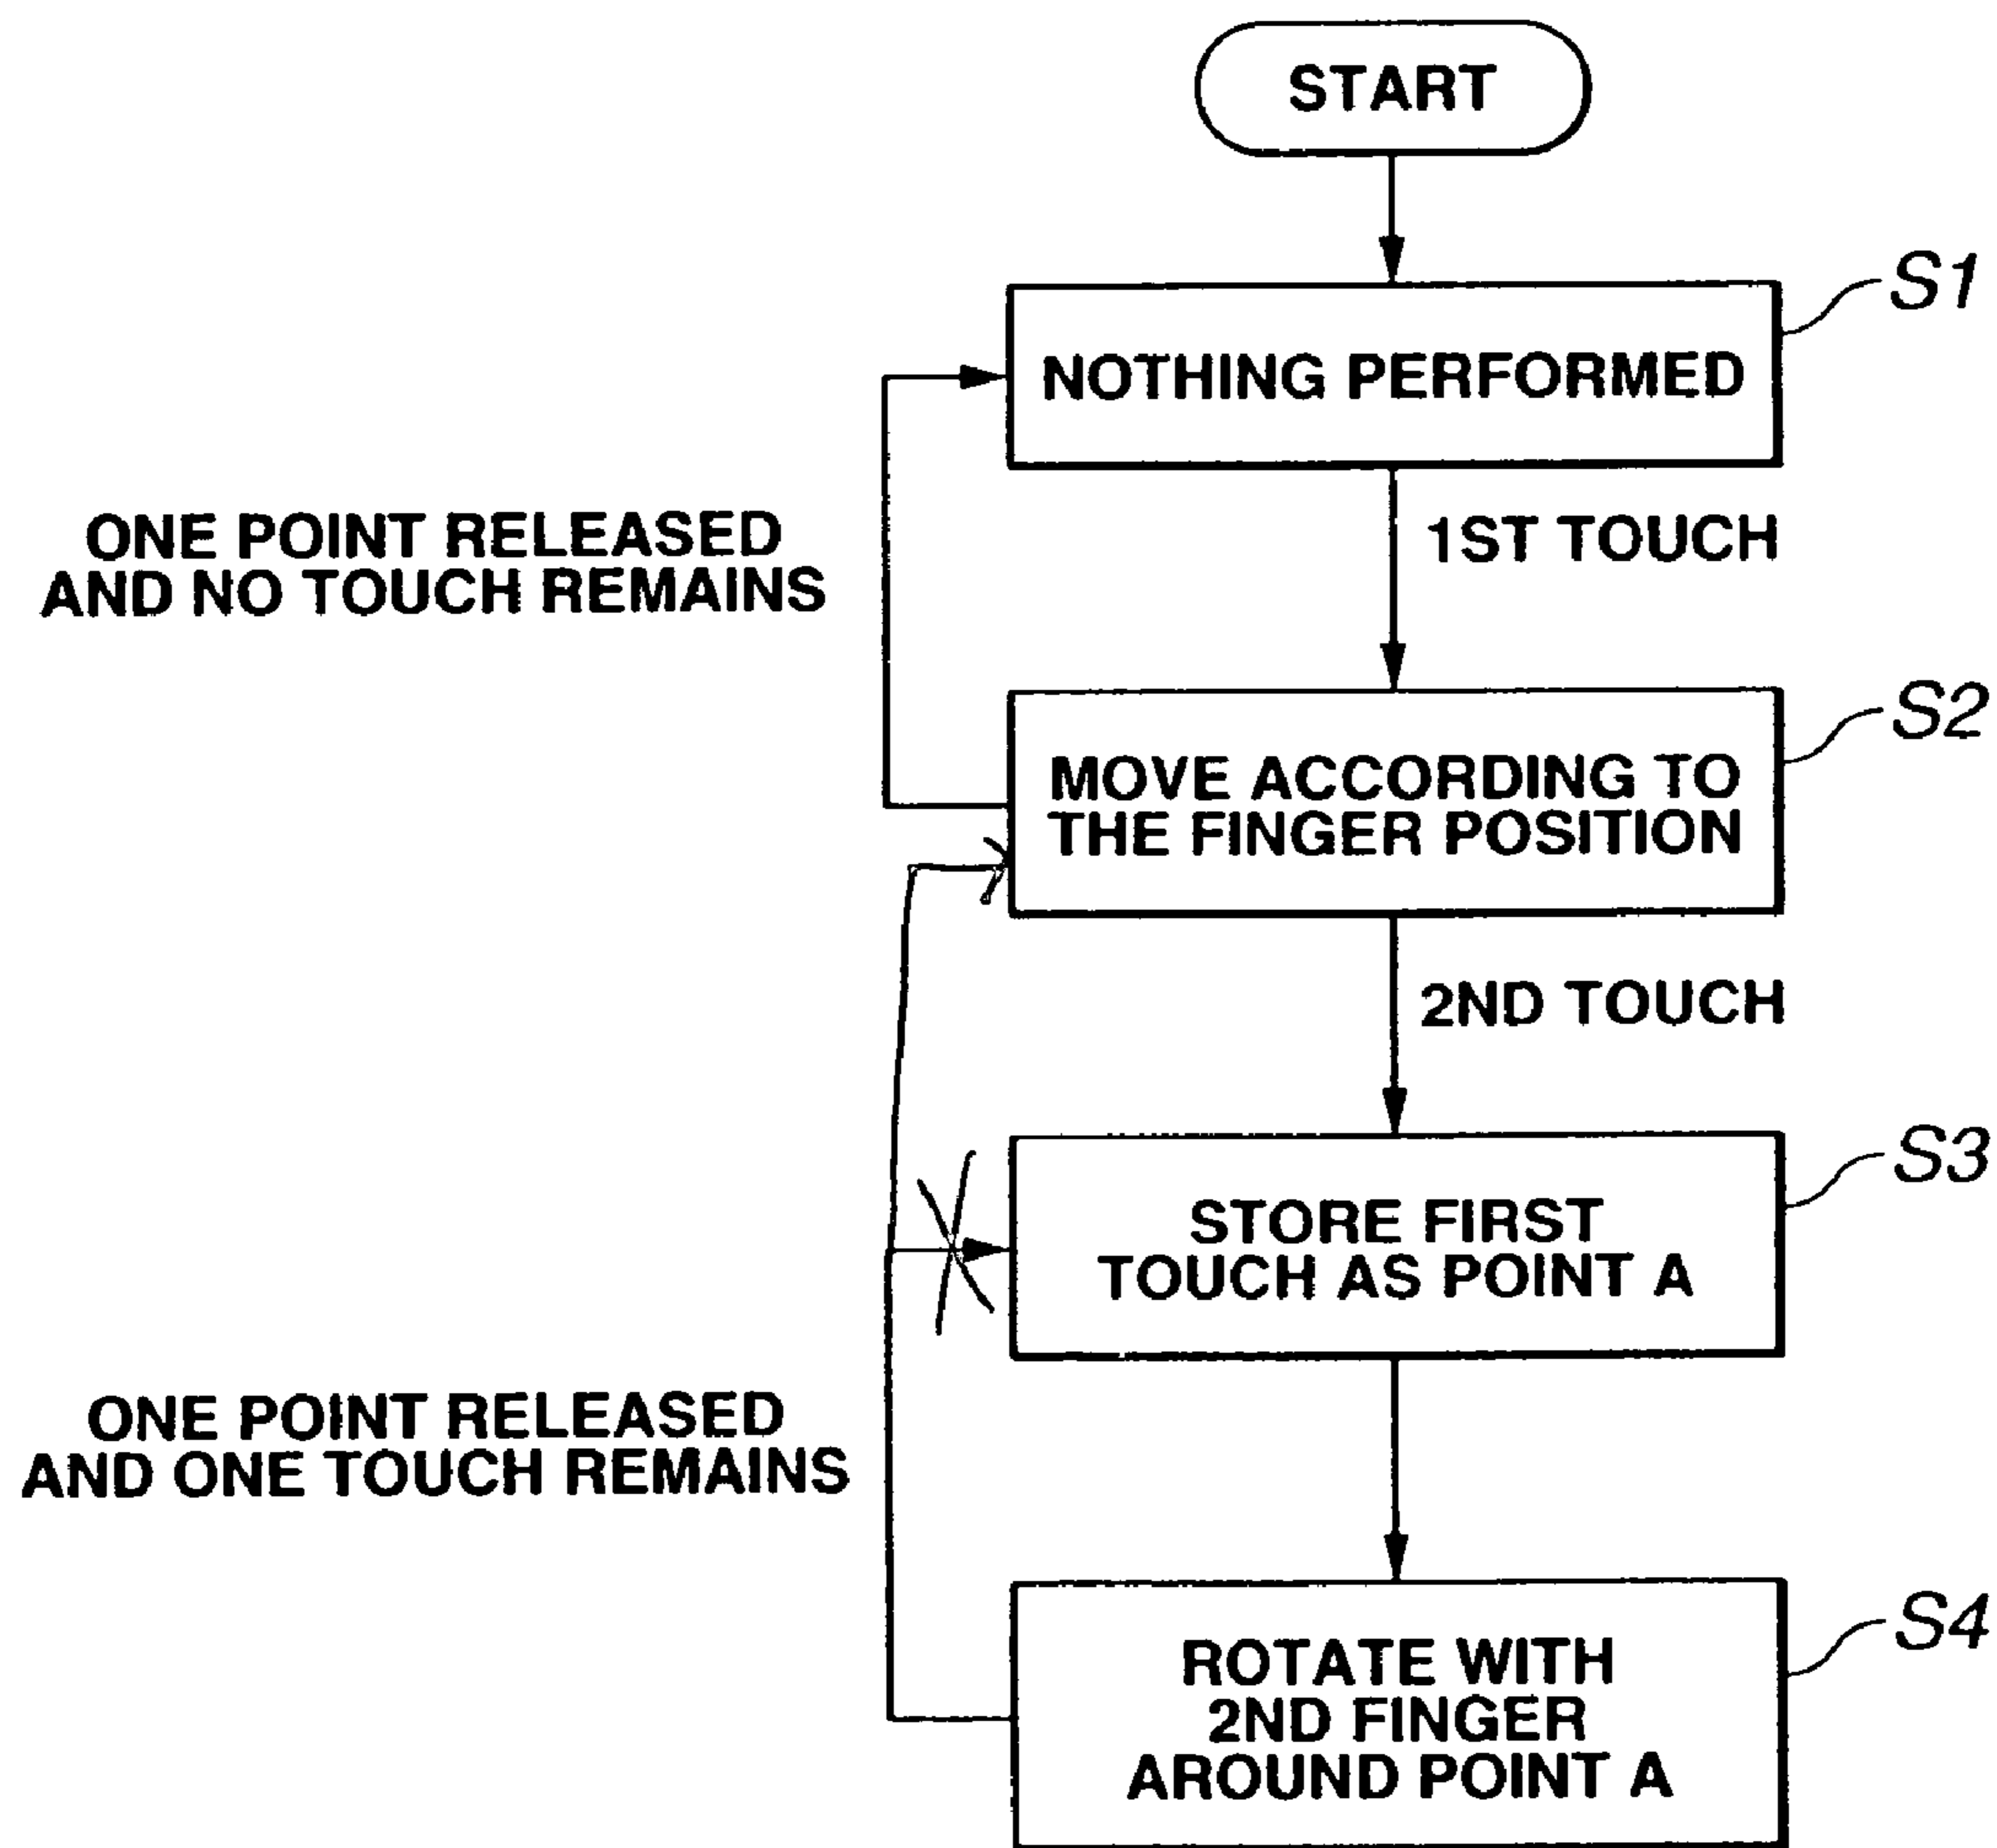 START
S1
NOTHING PERFORMED
ONE POINT RELEASED
AND NO TOUCH REMAINS
1ST TOUCH
S2
MOVE ACCORDING TO
THE FINGER POSITION
2ND TOUCH
S3
STORE FIRST
TOUCH AS POINT A
ONE POINT RELEASED
AND ONE TOUCH REMAINS
S4
ROTATE WITH
2ND FINGER
AROUND POINT A